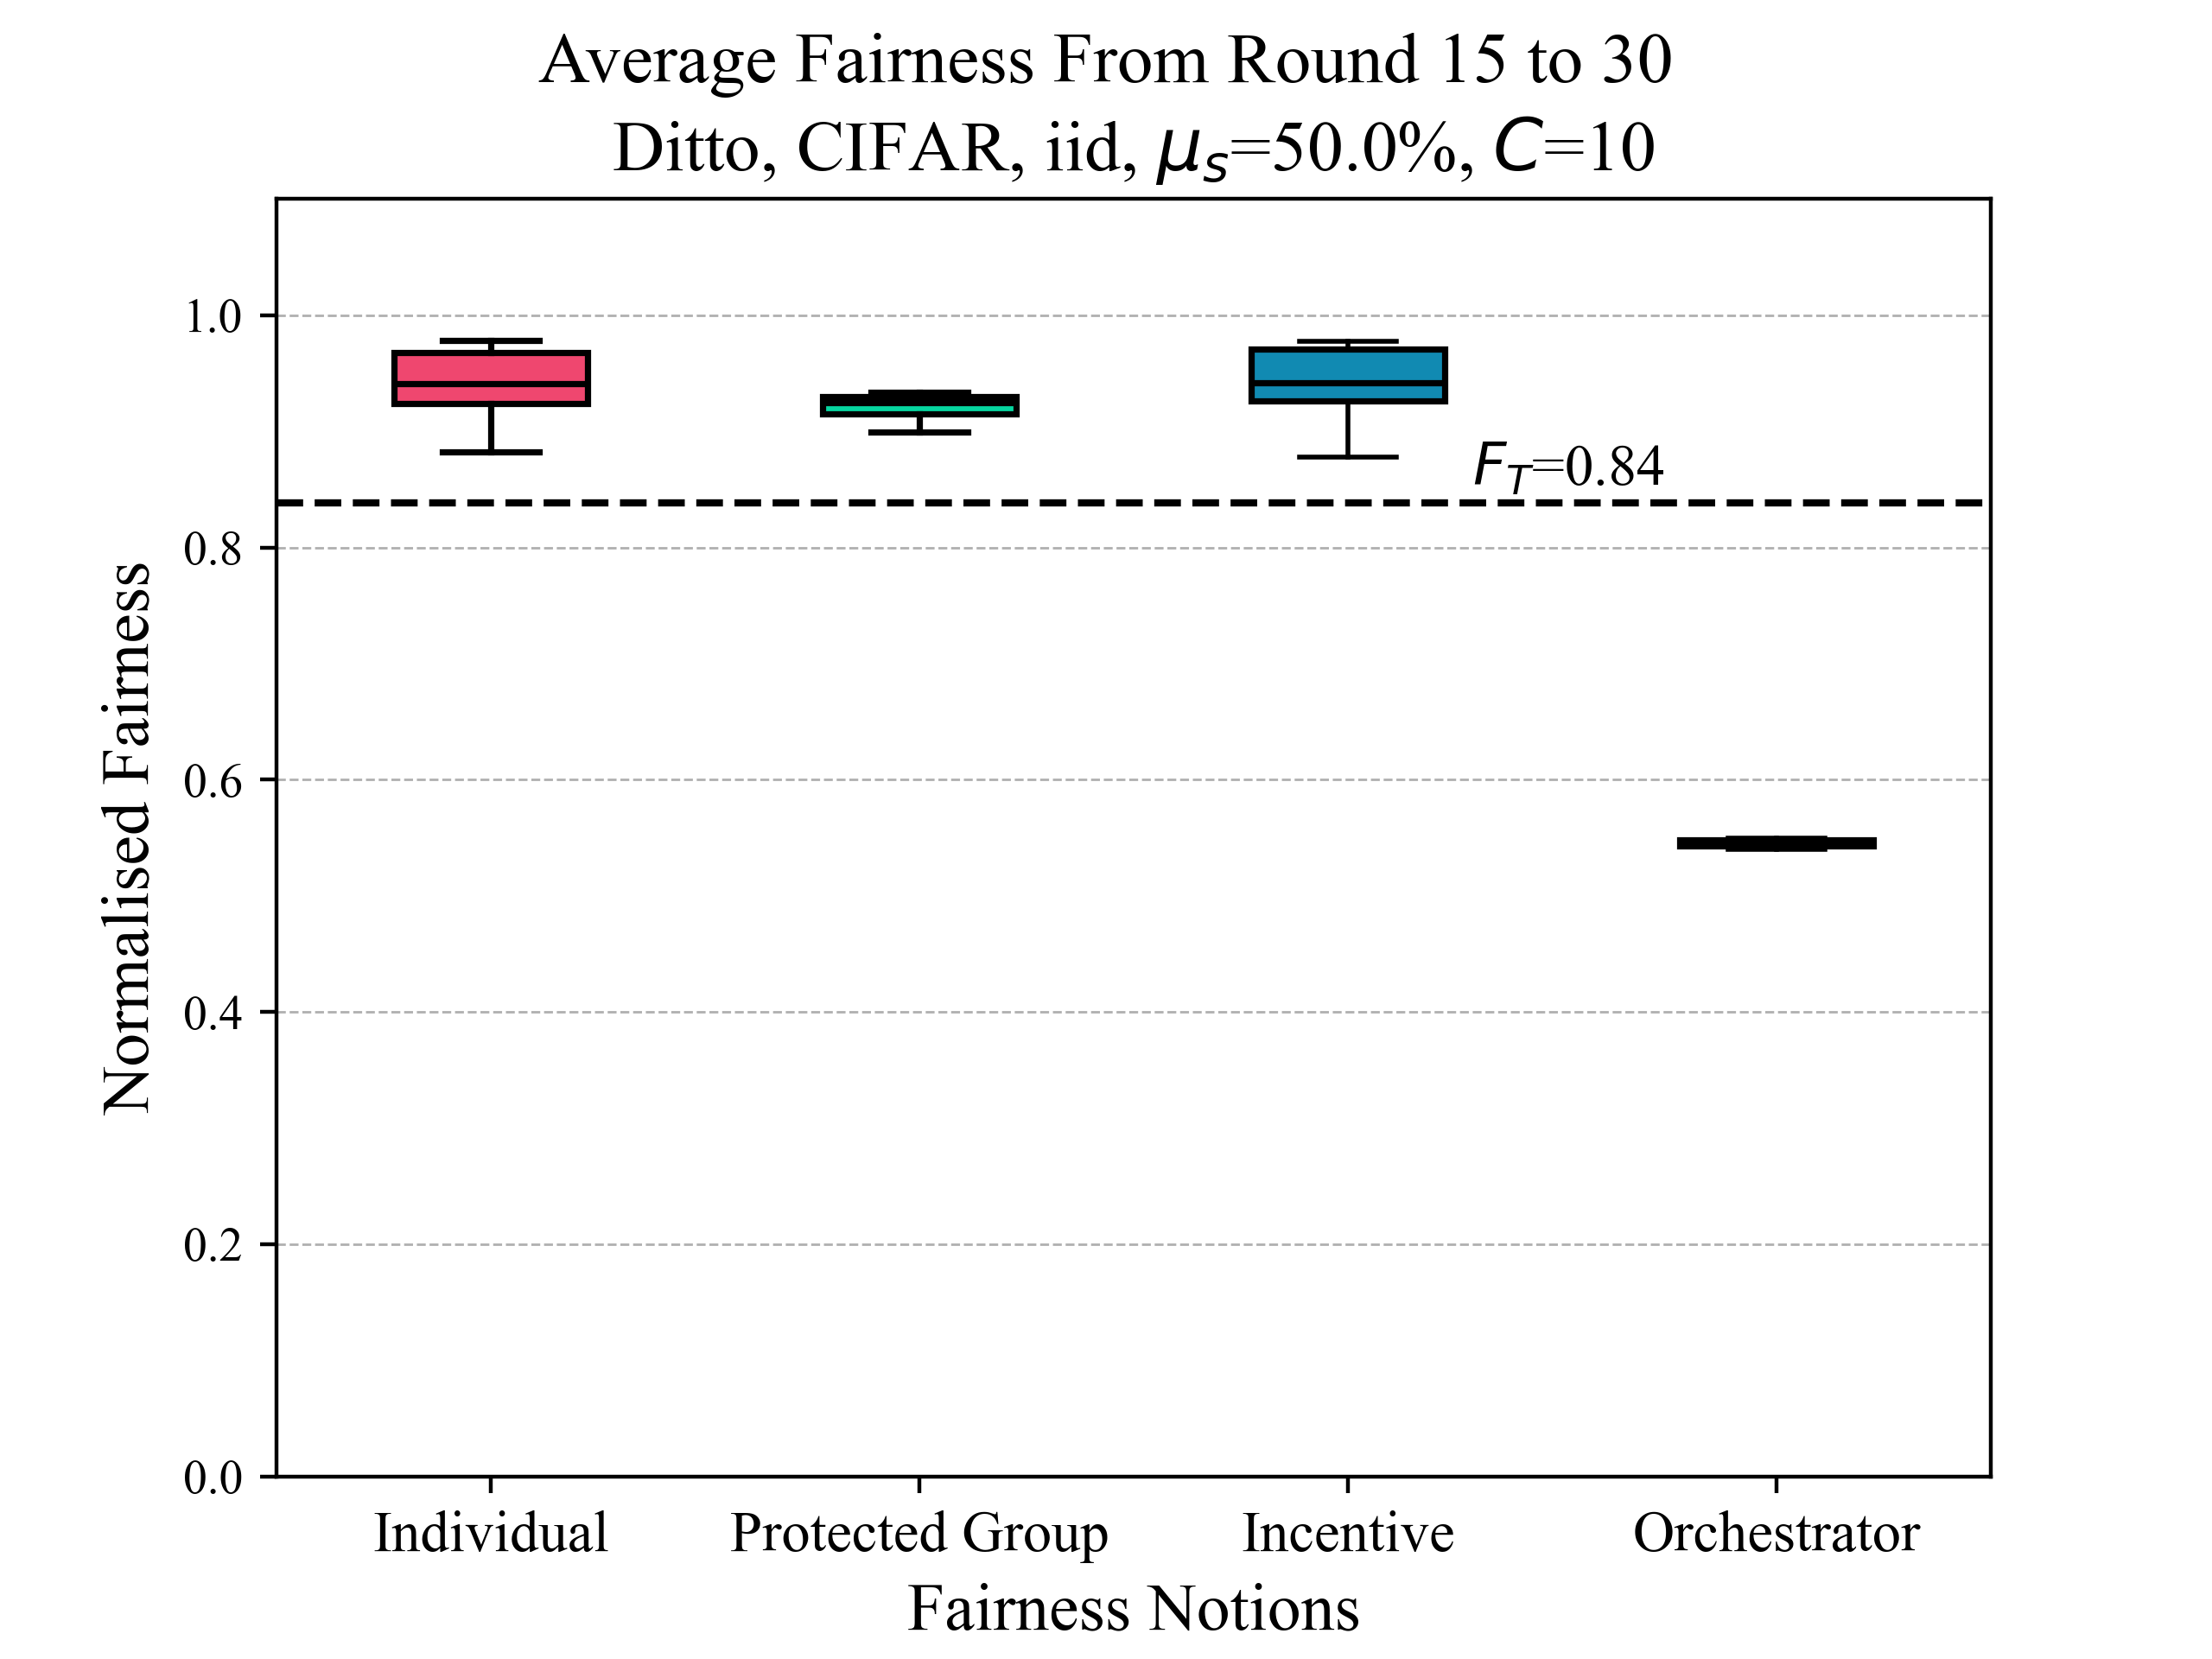 Average Fairness From Round 15 to 30
Ditto, CIFAR, iid, μₛ=50.0%, C=10
Normalised Fairness
1.0
0.8
0.6
0.4
0.2
0.0
F_T=0.84
Individual
Protected Group
Incentive
Orchestrator
Fairness Notions